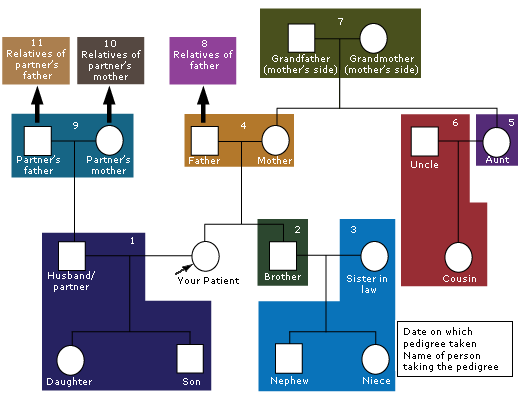 11
Relatives of
partner's
father
10
Relatives of
partner's
mother
8
Relatives of
father
7
Grandfather
(mother's side)
Grandmother
(mother's side)
9
Partner's
father
Partner's
mother
4
Father
Mother
6
Uncle
5
Aunt
1
Husband/
partner
Your Patient
2
Brother
3
Sister in
law
Cousin
Daughter
Son
Nephew
Niece
Date on which
pedigree taken
Name of person
taking the pedigree